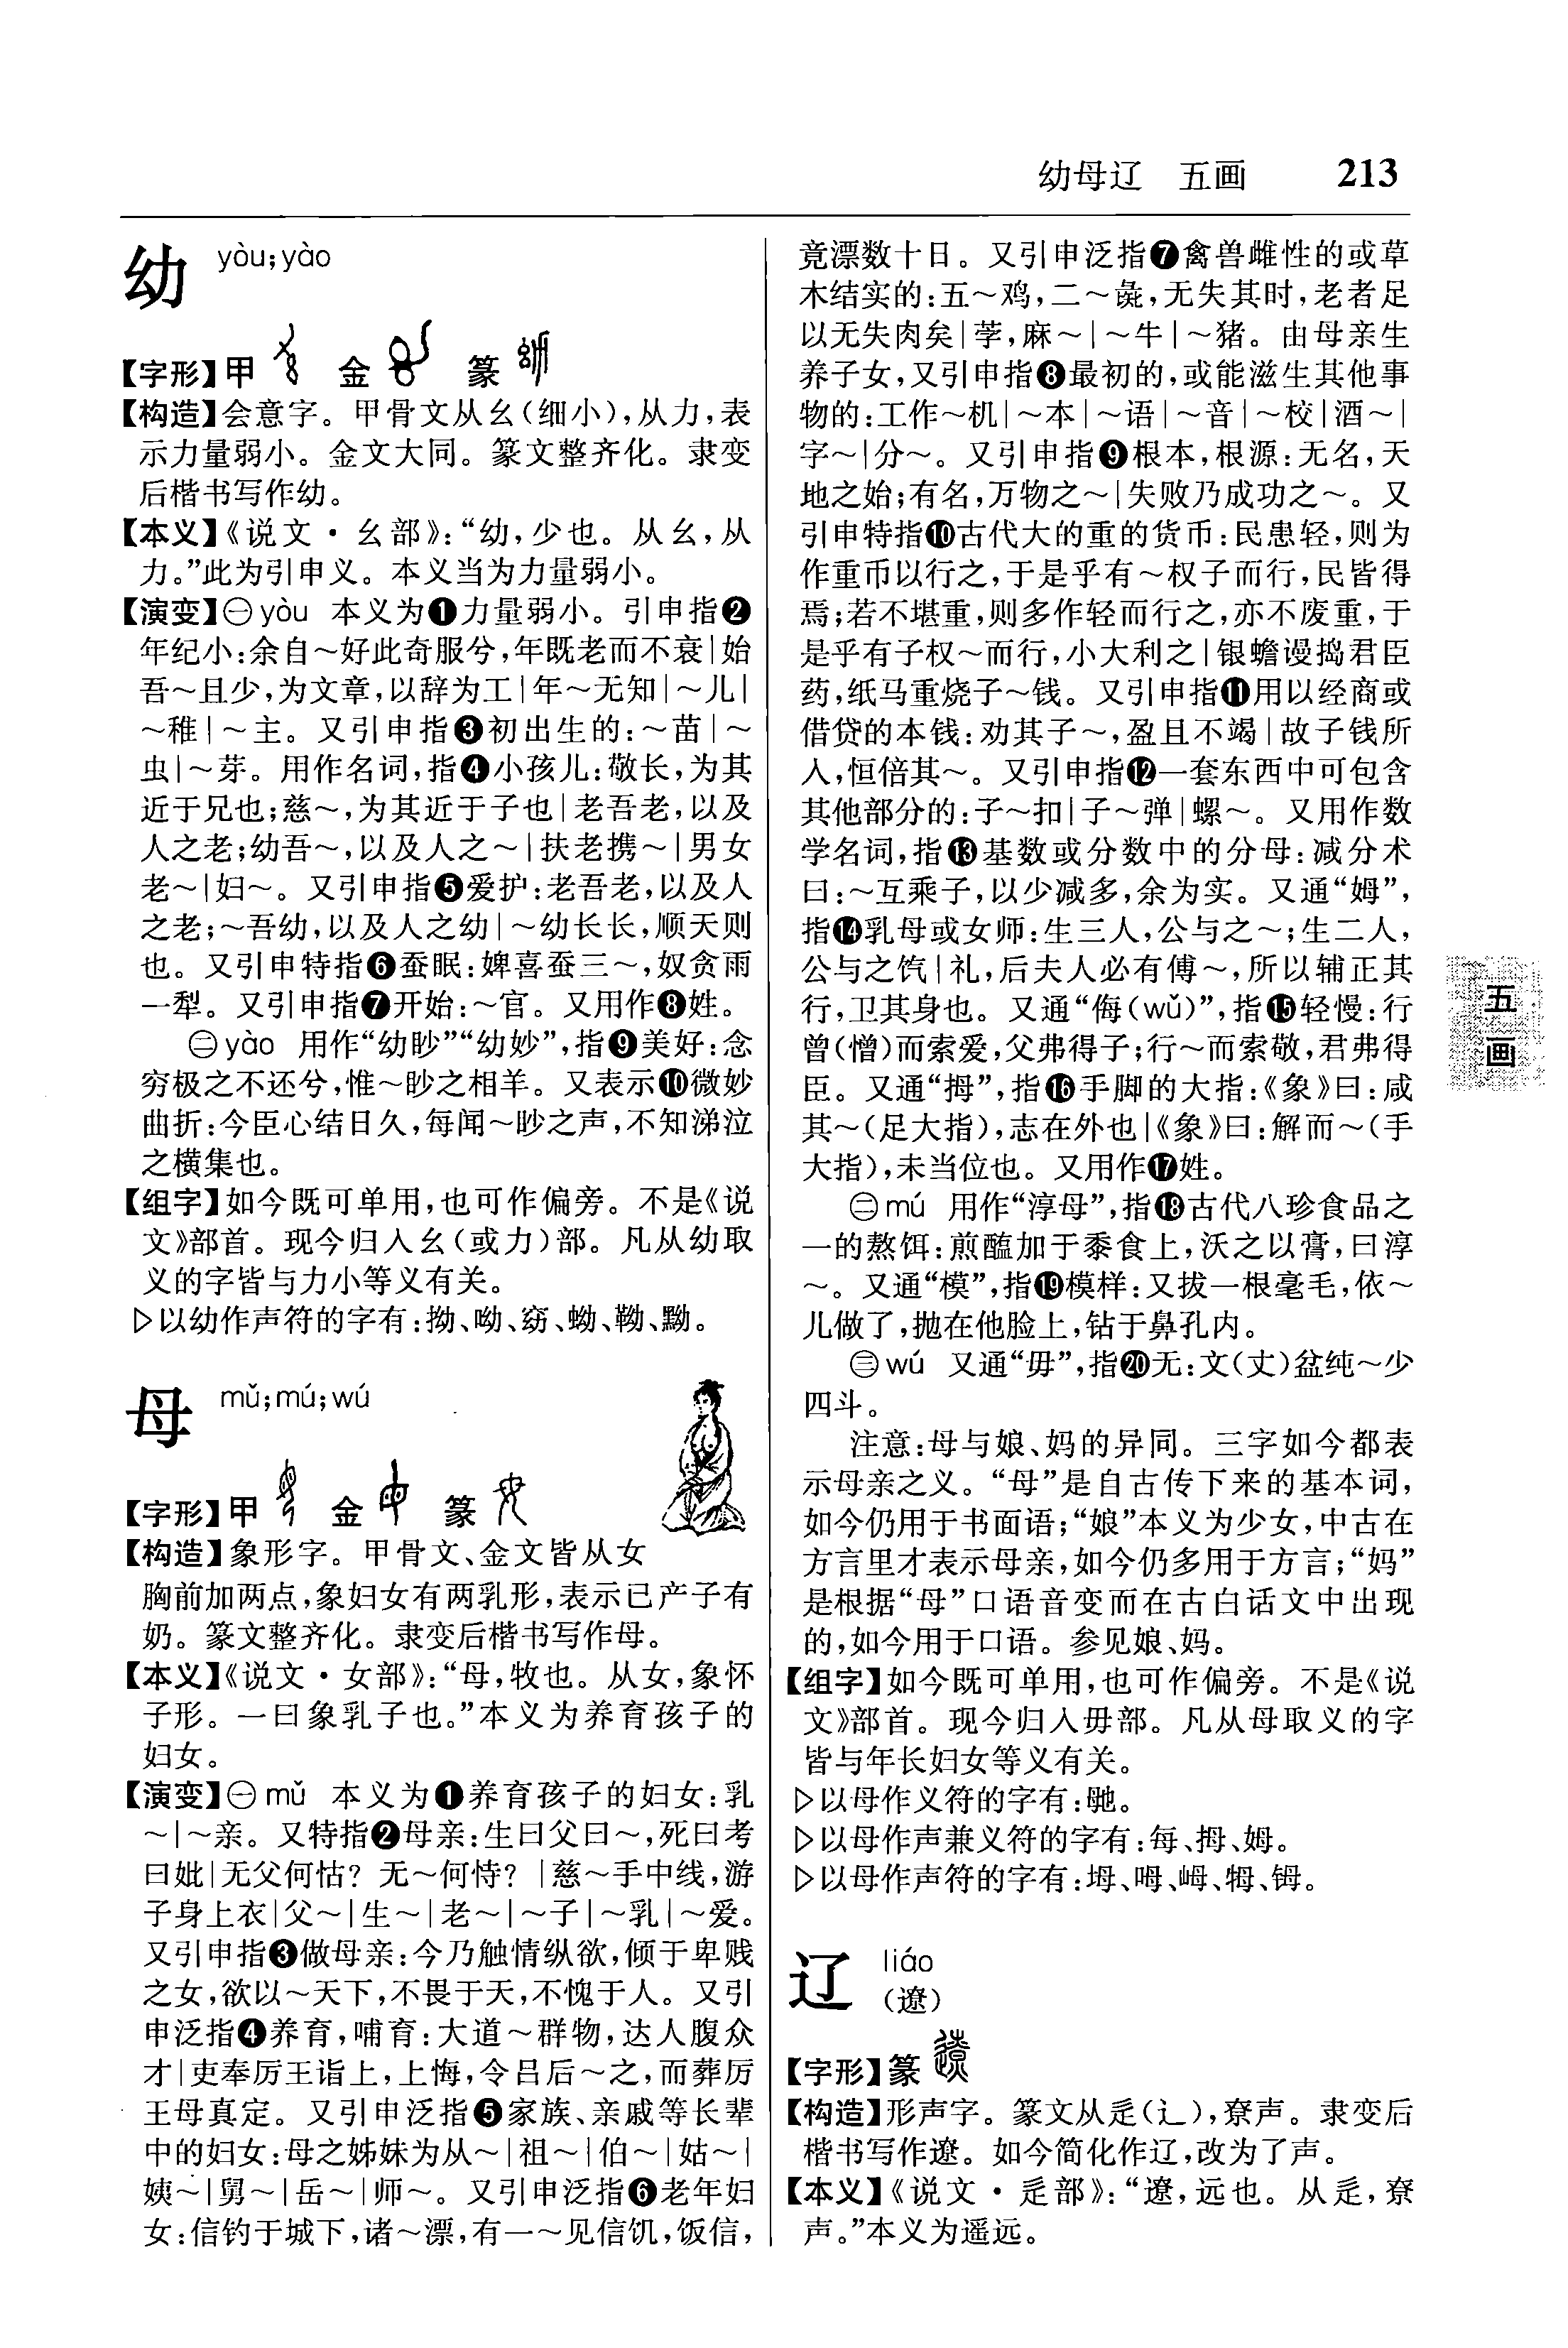 幼母辽　五画　213
幼 yòu;yào
【字形】甲 金 篆
【构造】会意字。甲骨文从幺(细小),从力,表
示力量弱小。金文大同。篆文整齐化。隶变
后楷书写作幼。
【本义】《说文·幺部》:“幼,少也。从幺,从
力。”此为引申义。本义当为力量弱小。
【演变】㊀yòu 本义为❶力量弱小。引申指❷
年纪小:余自～好此奇服兮,年既老而不衰|始
吾～且少,为文章,以辞为工|年～无知|～儿|
～稚|～主。又引申指❸初出生的:～苗|～
虫|～芽。用作名词,指❹小孩儿:敬长,为其
近于兄也;慈～,为其近于子也|老吾老,以及
人之老;幼吾～,以及人之～|扶老携～|男女
老～|妇～。又引申指❺爱护:老吾老,以及人
之老;～吾幼,以及人之幼|～幼长长,顺天则
也。又引申特指❻蚕眠:婢喜蚕三～,奴贪雨
一犁。又引申指❼开始:～官。又用作❽姓。
㊁yào 用作“幼眇”“幼妙”,指❾美好:念
穷极之不还兮,惟～眇之相羊。又表示❿微妙
曲折:今臣心结日久,每闻～眇之声,不知涕泣
之横集也。
【组字】如今既可单用,也可作偏旁。不是《说
文》部首。现今归入幺(或力)部。凡从幼取
义的字皆与力小等义有关。
▷以幼作声符的字有:拗、呦、窈、蚴、靿、黝。
母 mǔ;mú;wú
【字形】甲 金 篆
【构造】象形字。甲骨文、金文皆从女
胸前加两点,象妇女有两乳形,表示已产子有
奶。篆文整齐化。隶变后楷书写作母。
【本义】《说文·女部》:“母,牧也。从女,象怀
子形。一曰象乳子也。”本义为养育孩子的
妇女。
【演变】㊀mǔ 本义为❶养育孩子的妇女:乳
～|～亲。又特指❷母亲:生曰父曰～,死曰考
曰妣|无父何怙?无～何恃?|慈～手中线,游
子身上衣|父～|生～|老～|～子|～乳|～爱。
又引申指❸做母亲:今乃触情纵欲,倾于卑贱
之女,欲以～天下,不畏于天,不愧于人。又引
申泛指❹养育,哺育:大道～群物,达人腹众
才|吏奉厉王诣上,上悔,令吕后～之,而葬厉
王母真定。又引申泛指❺家族、亲戚等长辈
中的妇女:母之姊妹为从～|祖～|伯～|姑～|
姨～|舅～|岳～|师～。又引申泛指❻老年妇
女:信钓于城下,诸～漂,有一～见信饥,饭信,
竟漂数十日。又引申泛指❼禽兽雌性的或草
木结实的:五～鸡,二～彘,无失其时,老者足
以无失肉矣|荸,麻～|～牛|～猪。由母亲生
养子女,又引申指❽最初的,或能滋生其他事
物的:工作～机|～本|～语|～音|～校|酒～|
字～|分～。又引申指❾根本,根源:无名,天
地之始;有名,万物之～|失败乃成功之～。又
引申特指❿古代大的重的货币:民患轻,则为
作重币以行之,于是乎有～权子而行,民皆得
焉;若不堪重,则多作轻而行之,亦不废重,于
是乎有子权～而行,小大利之|银蟾谩捣君臣
药,纸马重烧子～钱。又引申指⓫用以经商或
借贷的本钱:劝其子～,盈且不竭|故子钱所
人,恒倍其～。又引申指⓬一套东西中可包含
其他部分的:子～扣|子～弹|螺～。又用作数
学名词,指⓭基数或分数中的分母:减分术
曰:～互乘子,以少减多,余为实。又通“姆”,
指⓮乳母或女师:生三人,公与之～;生二人,
公与之饩|礼,后夫人必有傅～,所以辅正其
行,卫其身也。又通“侮(wǔ)”,指⓯轻慢:行
曾(憎)而索爱,父弗得子;行～而索敬,君弗得
臣。又通“拇”,指⓰手脚的大指:《象》曰:咸
其～(足大指),志在外也|《象》曰:解而～(手
大指),未当位也。又用作⓱姓。
㊁mú 用作“淳母”,指⓲古代八珍食品之
一的熬饵:煎醢加于黍食上,沃之以膏,曰淳
～。又通“模”,指⓳模样:又拔一根毫毛,依～
儿做了,抛在他脸上,钻于鼻孔内。
㊂wú 又通“毋”,指⓴无:文(丈)盆纯～少
四斗。
注意:母与娘、妈的异同。三字如今都表
示母亲之义。“母”是自古传下来的基本词,
如今仍用于书面语;“娘”本义为少女,中古在
方言里才表示母亲,如今仍多用于方言;“妈”
是根据“母”口语音变而在古白话文中出现
的,如今用于口语。参见娘、妈。
【组字】如今既可单用,也可作偏旁。不是《说
文》部首。现今归入毋部。凡从母取义的字
皆与年长妇女等义有关。
▷以母作义符的字有:毑。
▷以母作声兼义符的字有:每、拇、姆。
▷以母作声符的字有:坶、呣、峔、牳、鉧。
辽 liáo
(遼)
【字形】篆
【构造】形声字。篆文从辵(辶),尞声。隶变后
楷书写作遼。如今简化作辽,改为了声。
【本义】《说文·辵部》:“遼,远也。从辵,尞
声。”本义为遥远。
五
画